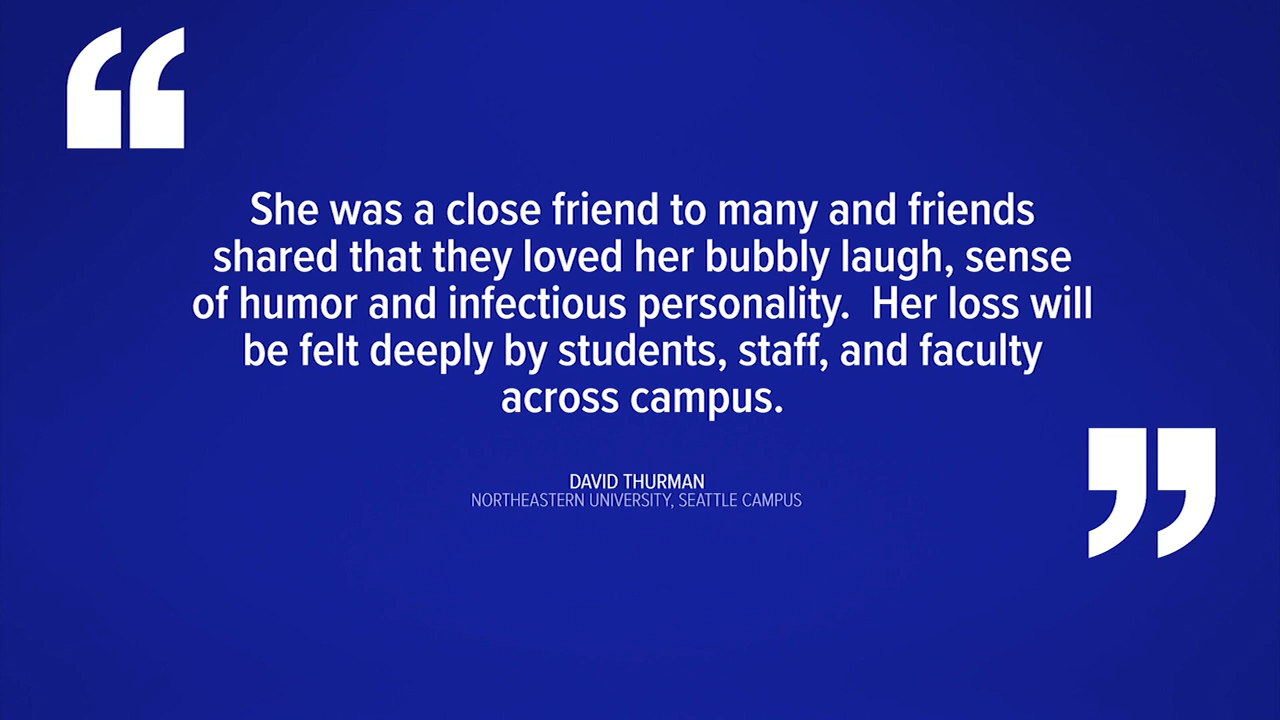 She was a close friend to many and friends
shared that they loved her bubbly laugh, sense
of humor and infectious personality.  Her loss will
be felt deeply by students, staff, and faculty
across campus.
DAVID THURMAN
NORTHEASTERN UNIVERSITY, SEATTLE CAMPUS